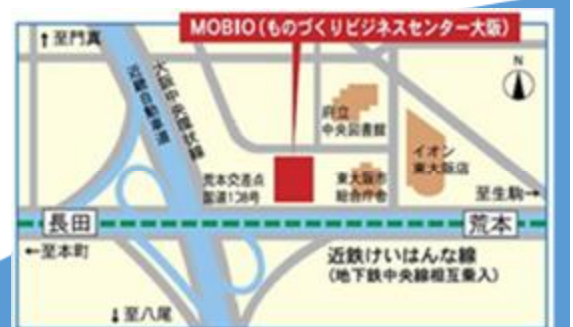 MOBIO(ものづくりビジネスセンター大阪)
↑至門真
近畿自動車道
大阪中央環状線
N
府立
中央図書館
イオン
東大阪店
荒本交差点
国道308号
東大阪市
総合庁舎
至生駒→
長田
荒本
←至本町
近鉄けいはんな線
(地下鉄中央線相互乗入)
↓至八尾